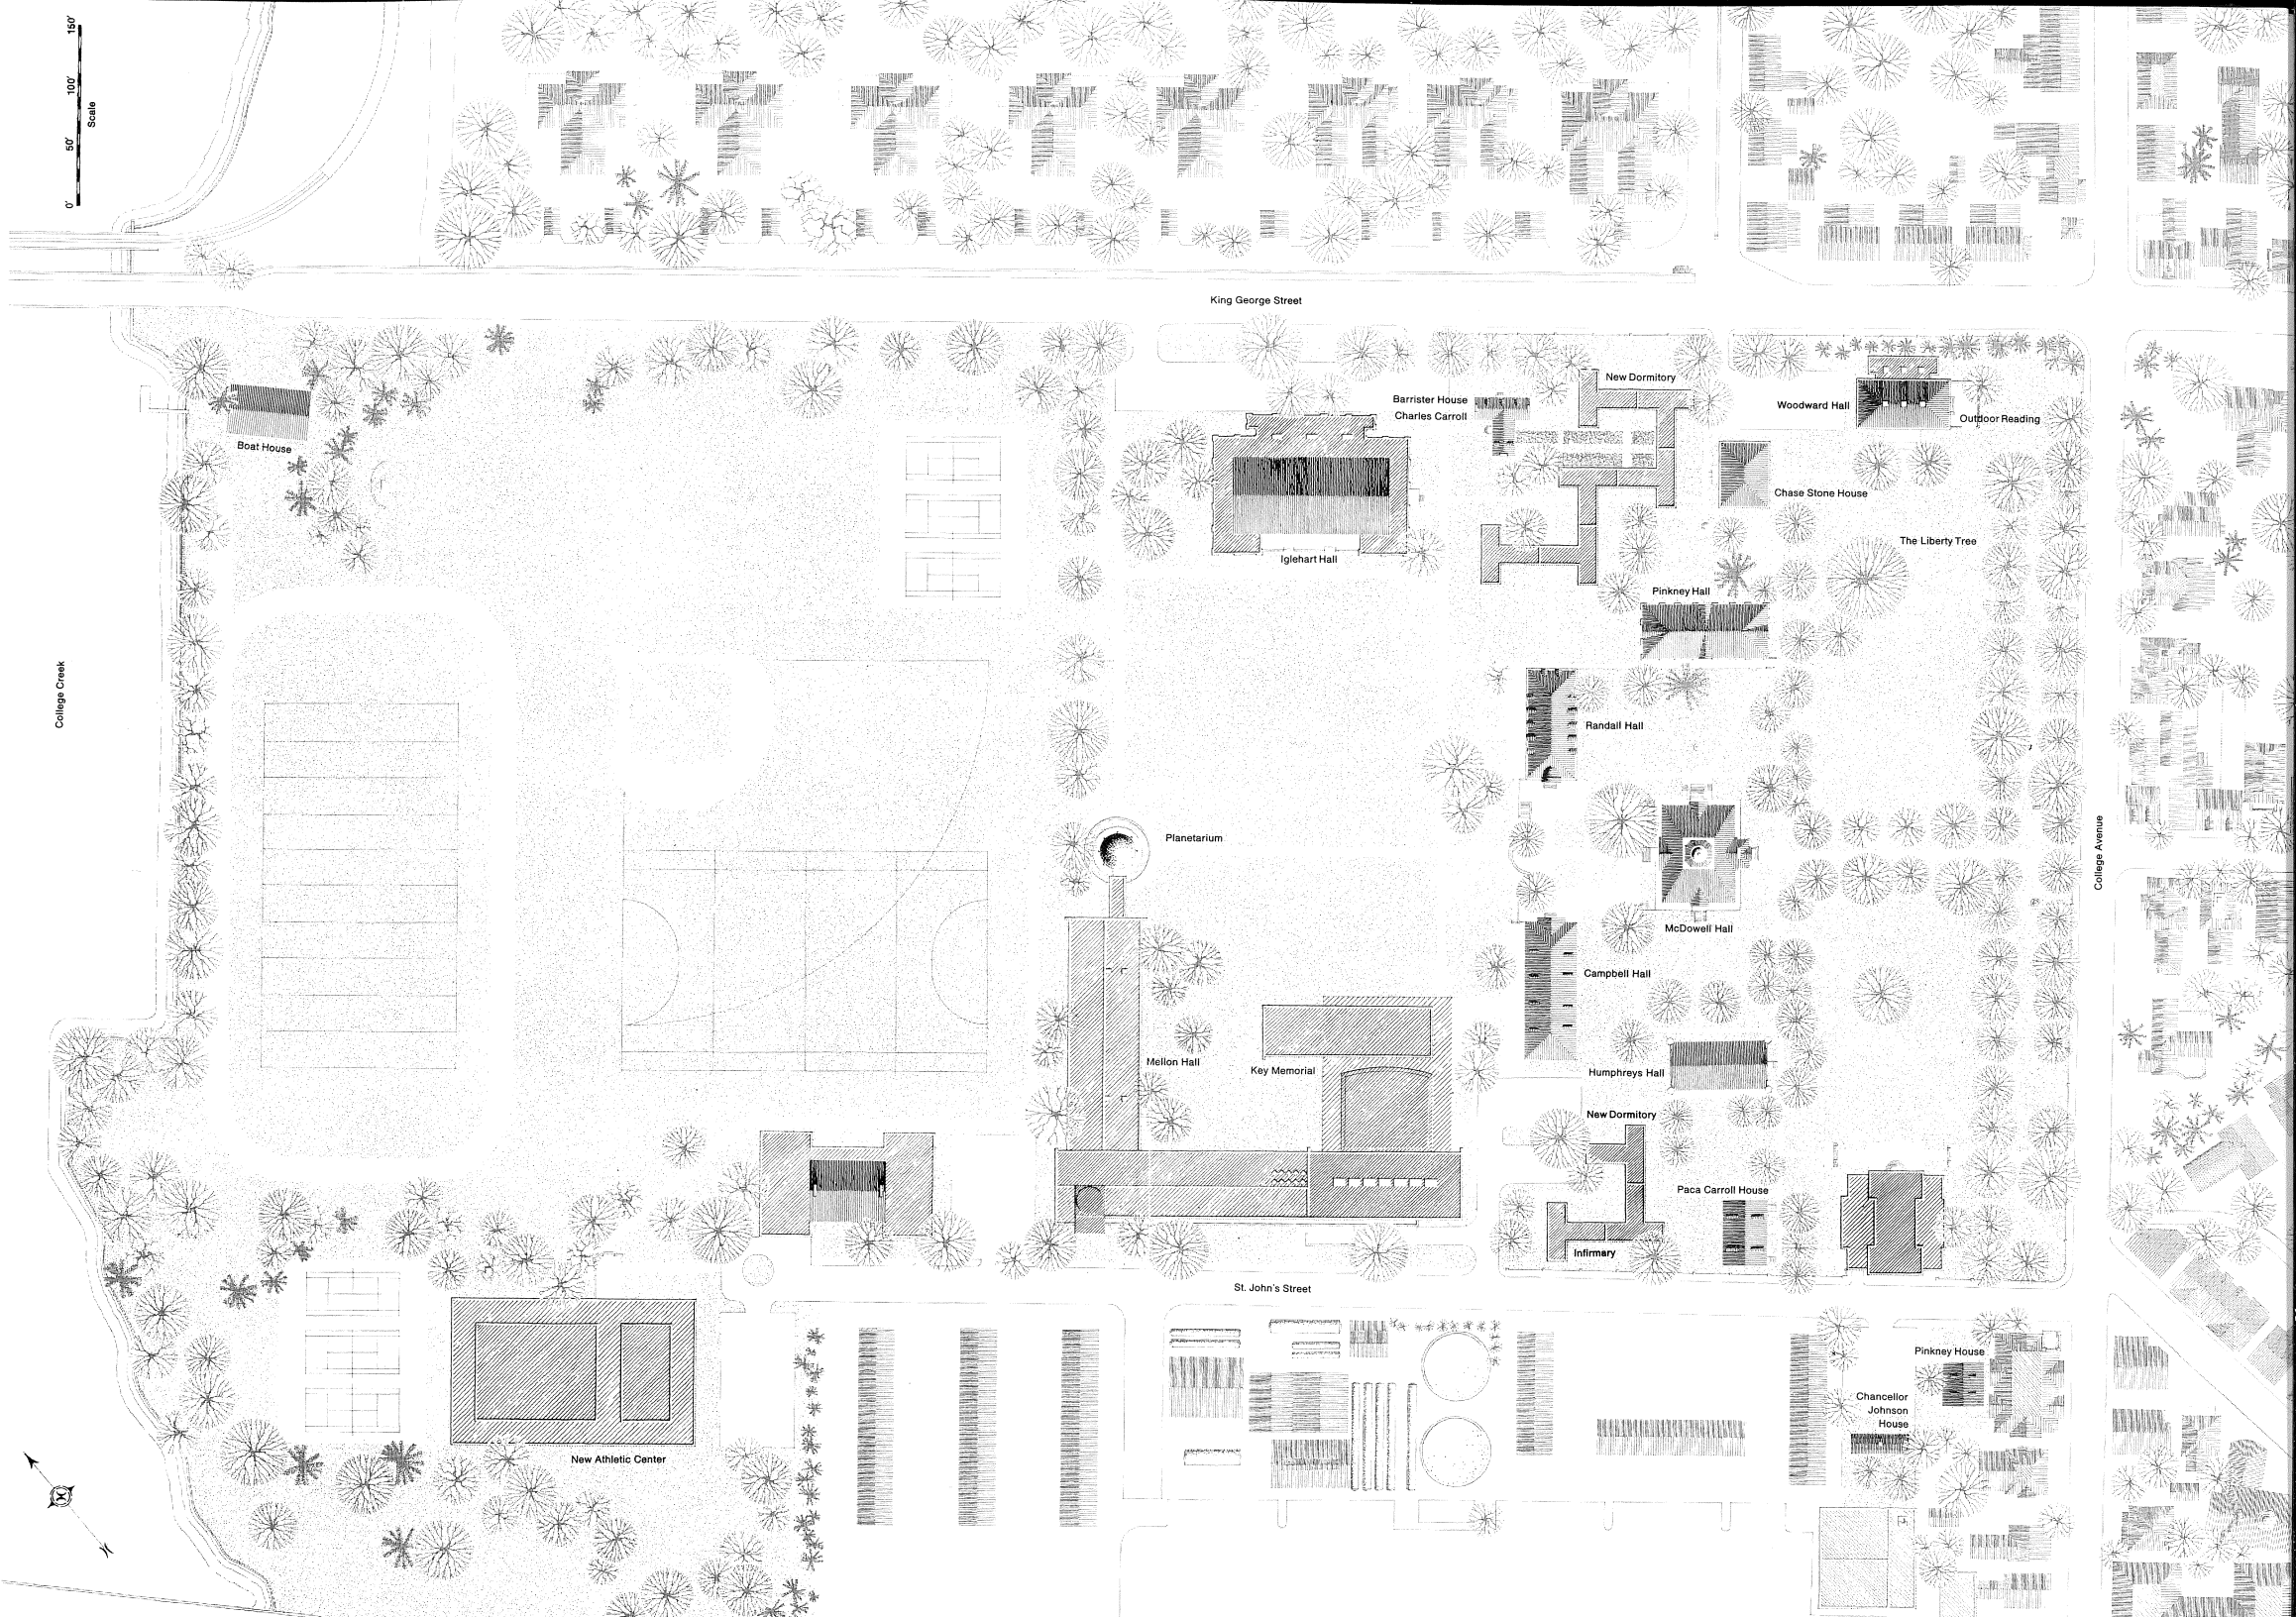 150'
100'
50'
0'
Scale
King George Street
Boat House
College Creek
Barrister House
Charles Carroll
New Dormitory
Woodward Hall
Outdoor Reading
Chase Stone House
The Liberty Tree
Iglehart Hall
Pinkney Hall
Randall Hall
Planetarium
College Avenue
McDowell Hall
Campbell Hall
Mellon Hall
Key Memorial
Humphreys Hall
New Dormitory
Paca Carroll House
Infirmary
St. John's Street
Pinkney House
Chancellor
Johnson
House
New Athletic Center